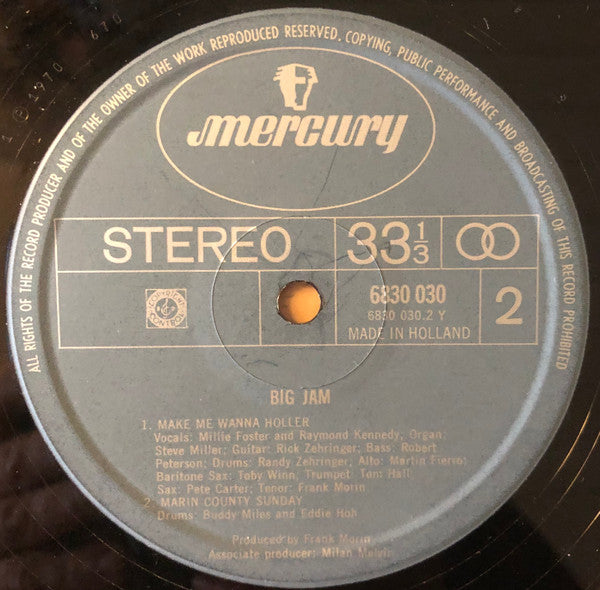 ALL RIGHTS OF THE RECORD PRODUCER AND OF THE OWNER OF THE WORK REPRODUCED RESERVED. COPYING, PUBLIC PERFORMANCE AND BROADCASTING OF THIS RECORD PROHIBITED
mercury
STEREO 33⅓
6830 030
6830 030.2 Y
MADE IN HOLLAND
2
BIG JAM
1. MAKE ME WANNA HOLLER
Vocals: Millie Foster and Raymond Kennedy; Organ:
Steve Miller; Guitar: Rick Zehringer; Bass: Robert
Peterson; Drums: Randy Zehringer; Alto: Martin Fierro;
Baritone Sax: Toby Winn; Trumpet: Tom Hall
Sax: Pete Carter; Tenor: Frank Morin
2. MARIN COUNTY SUNDAY
Drums: Buddy Miles and Eddie Hoh
Produced by Frank Morin
Associate producer: Milan Melvin